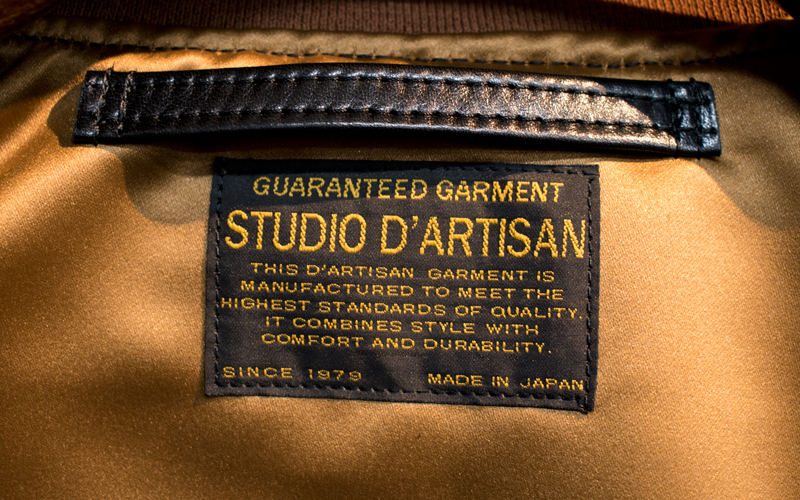 GUARANTEED GARMENT
STUDIO D'ARTISAN
THIS D'ARTISAN GARMENT IS
MANUFACTURED TO MEET THE
HIGHEST STANDARDS OF QUALITY.
IT COMBINES STYLE WITH
COMFORT AND DURABILITY.
SINCE 1979 MADE IN JAPAN